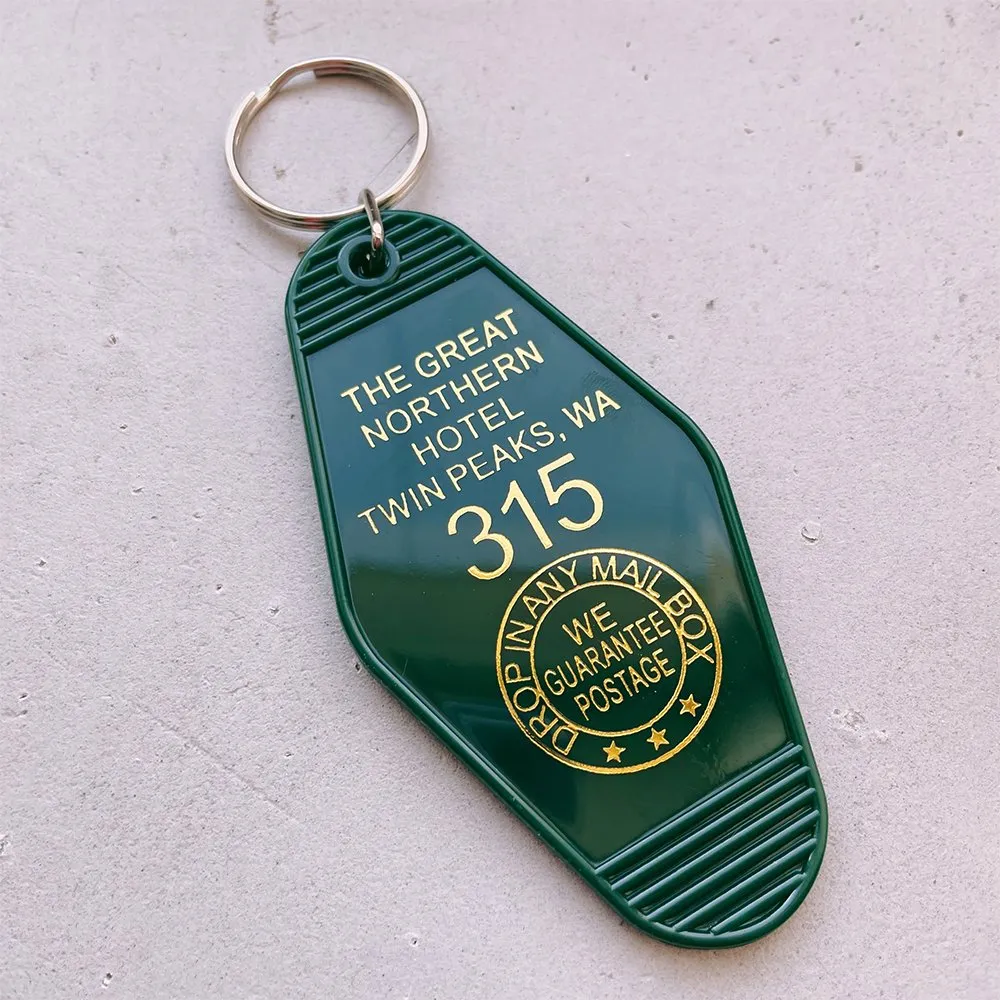 THE GREAT
NORTHERN
HOTEL
TWIN PEAKS, WA
315
DROP IN ANY MAIL BOX
WE
GUARANTEE
POSTAGE